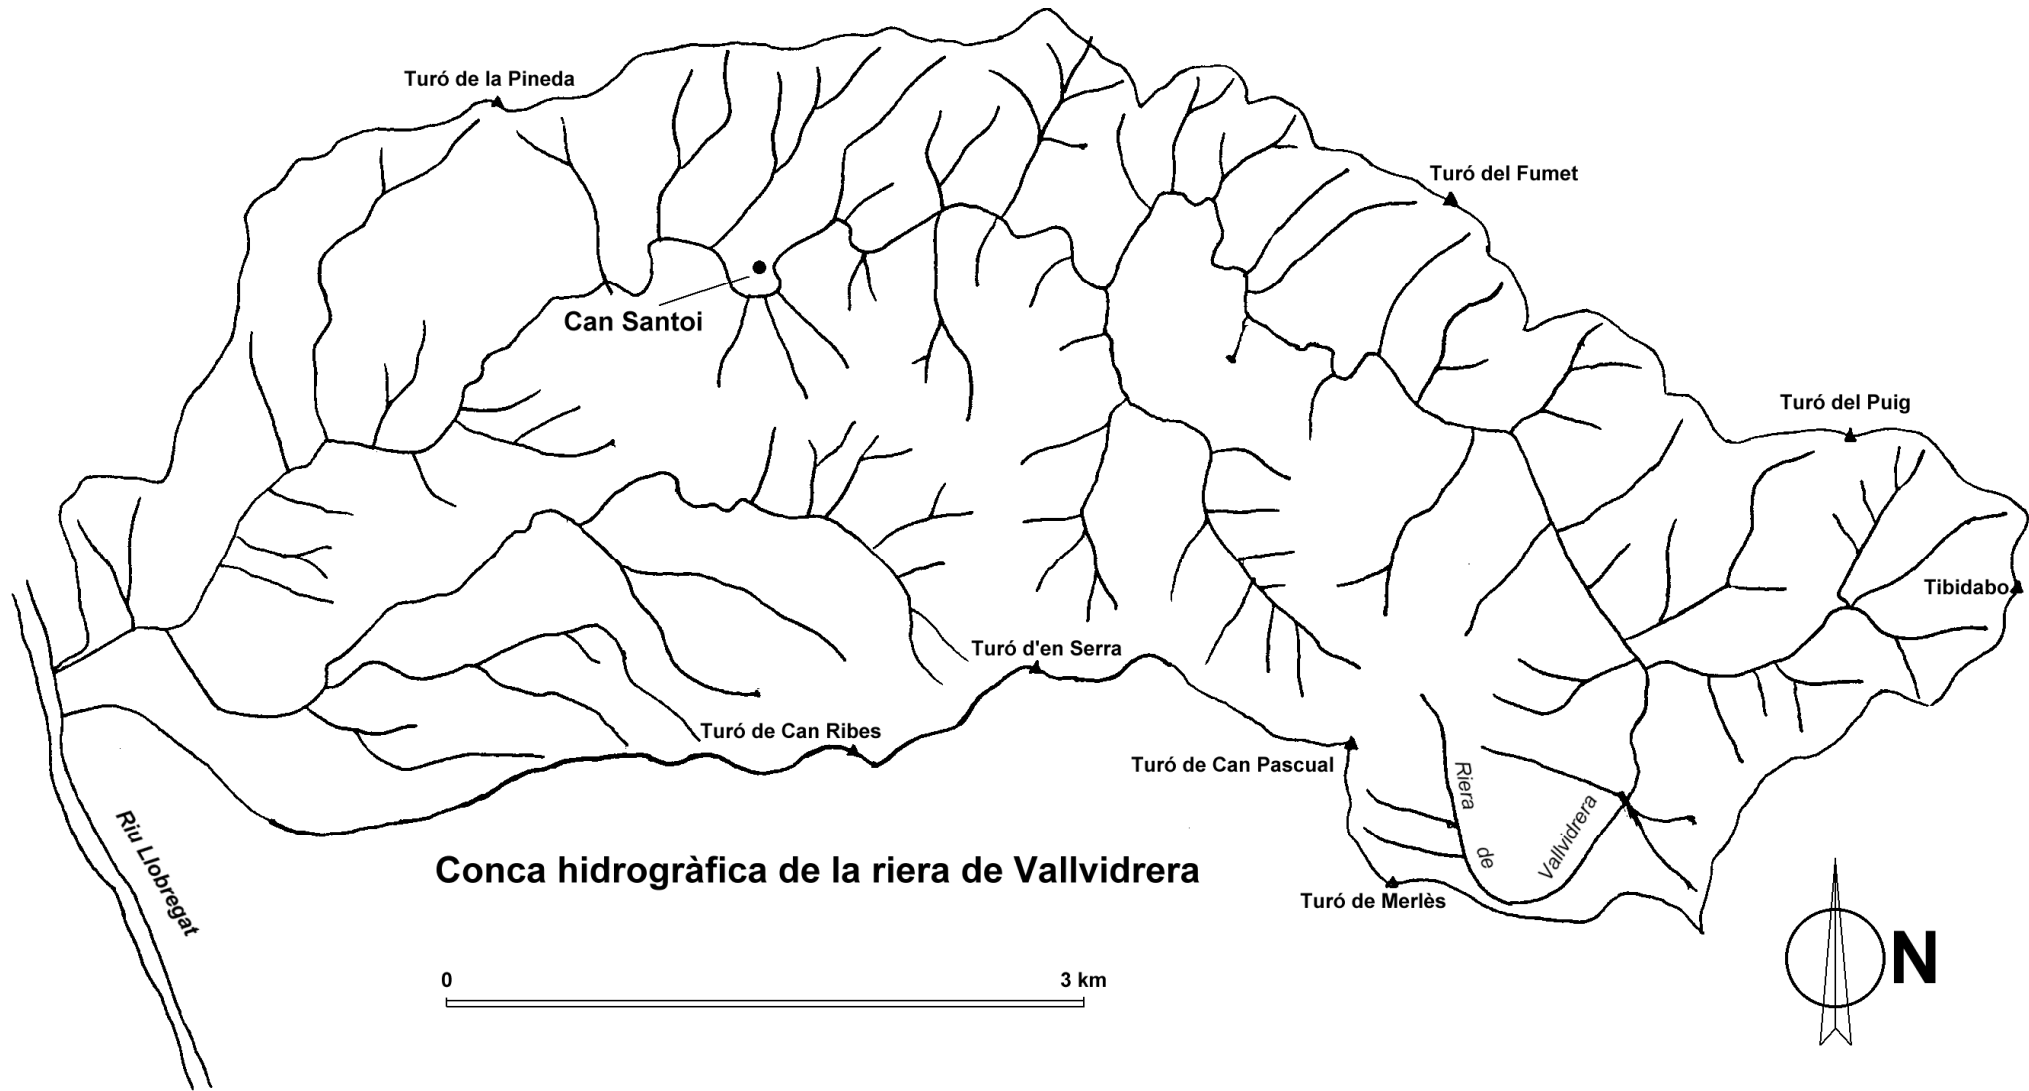 Turó de la Pineda
Turó del Fumet
Can Santoi
Turó del Puig
Tibidabo
Turó d'en Serra
Turó de Can Ribes
Turó de Can Pascual
Riera de Vallvidrera
Riu Llobregat
Conca hidrogràfica de la riera de Vallvidrera
Turó de Merlès
0 3 km
N